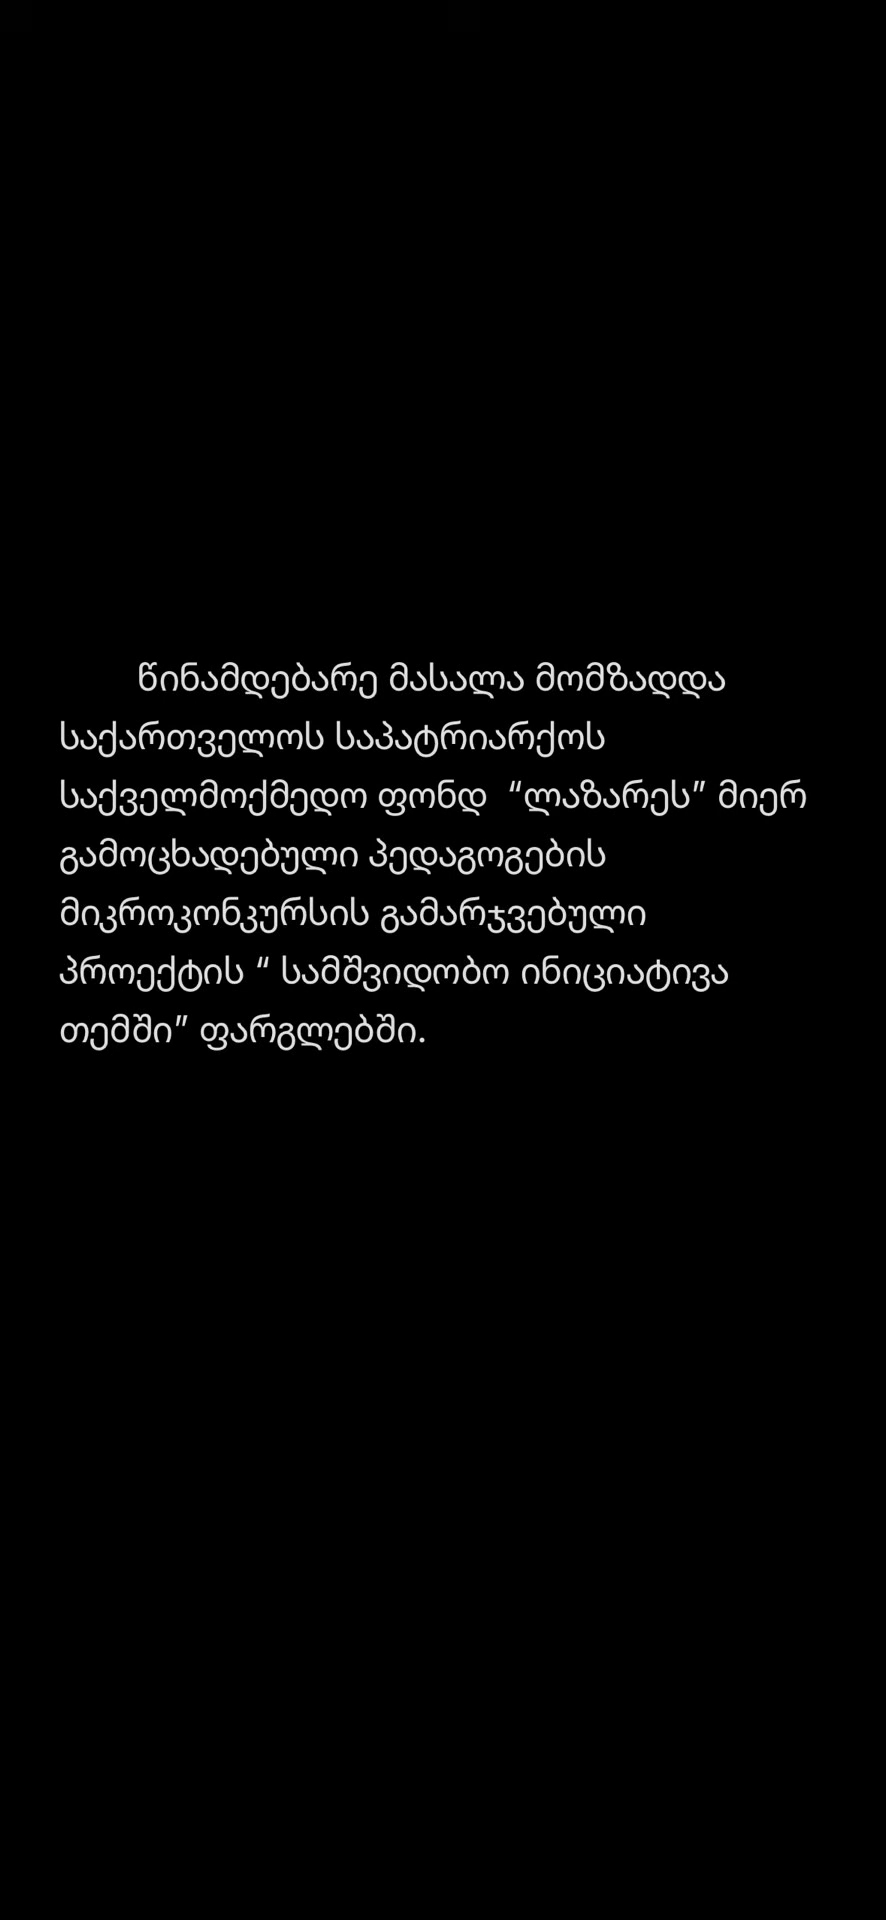 წინამდებარე მასალა მომზადდა
საქართველოს საპატრიარქოს
საქველმოქმედო ფონდ “ლაზარეს” მიერ
გამოცხადებული პედაგოგების
მიკროკონკურსის გამარჯვებული
პროექტის “ სამშვიდობო ინიციატივა
თემში” ფარგლებში.